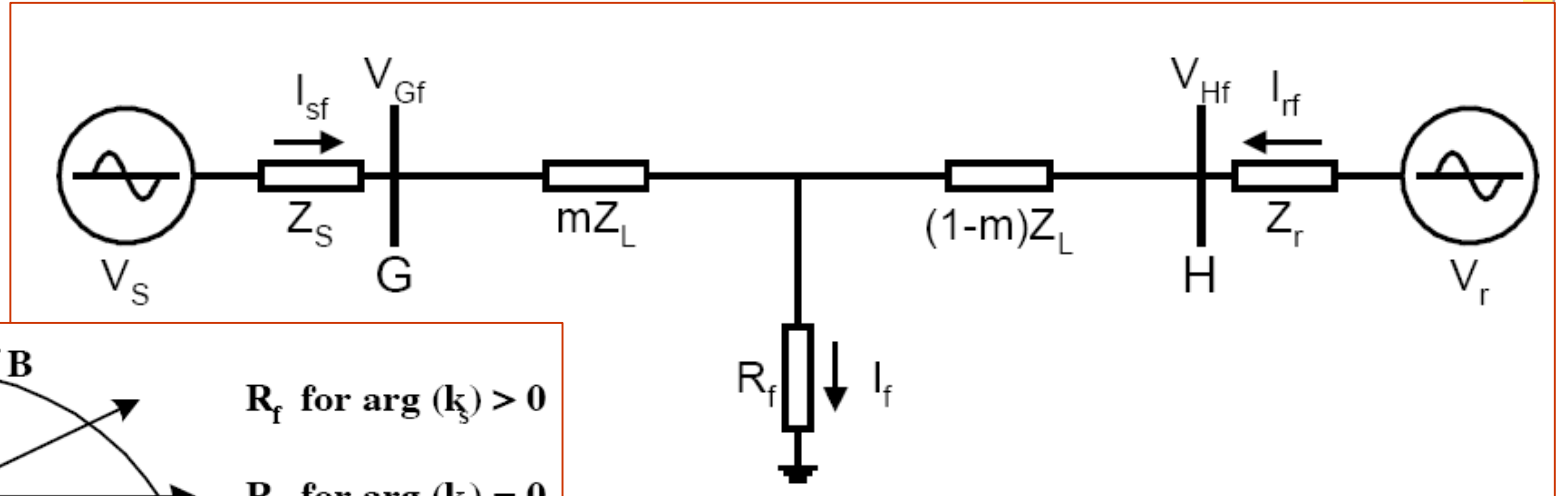 I_sf V_Gf V_Hf I_rf
Z_S mZ_L (1-m)Z_L Z_r
V_S G H V_r
R_f I_f
B
R_f for arg (k_s) > 0